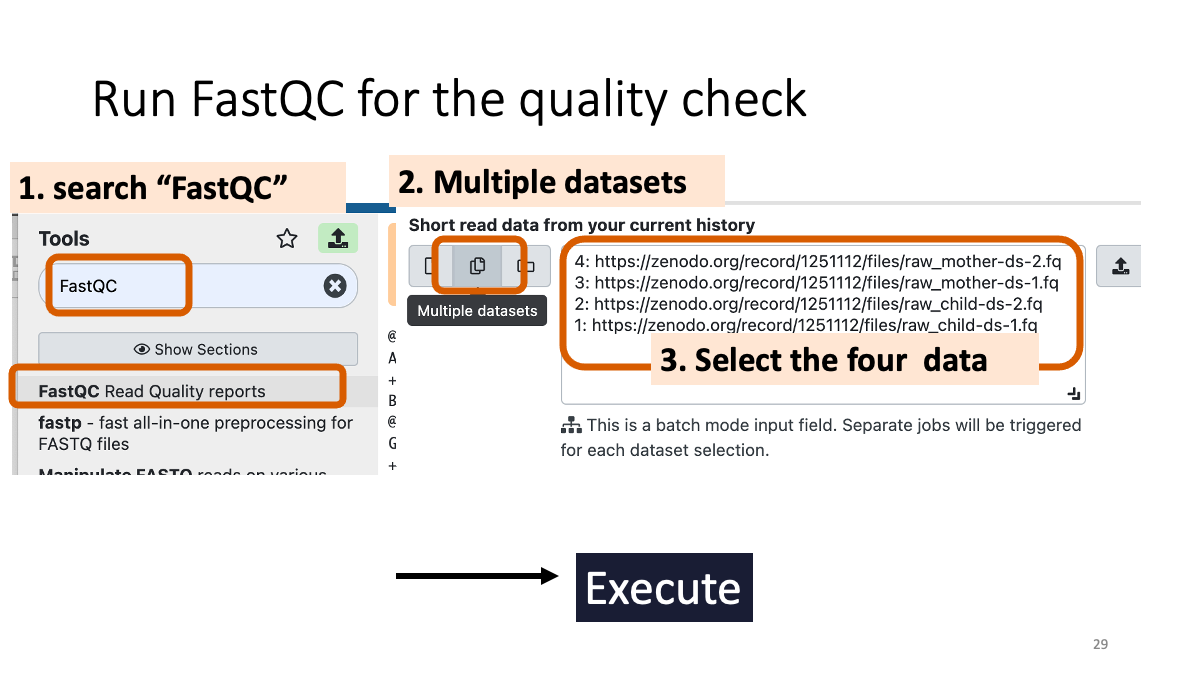 Run FastQC for the quality check
1. search “FastQC”
2. Multiple datasets
Tools
FastQC
Show Sections
FastQC Read Quality reports
fastp - fast all-in-one preprocessing for
FASTQ files
Manipulate FASTQ reads on various
Short read data from your current history
Multiple datasets
4: https://zenodo.org/record/1251112/files/raw_mother-ds-2.fq
3: https://zenodo.org/record/1251112/files/raw_mother-ds-1.fq
2: https://zenodo.org/record/1251112/files/raw_child-ds-2.fq
1: https://zenodo.org/record/1251112/files/raw_child-ds-1.fq
3. Select the four  data
This is a batch mode input field. Separate jobs will be triggered
for each dataset selection.
@
A
+
B
@
G
+
Execute
29